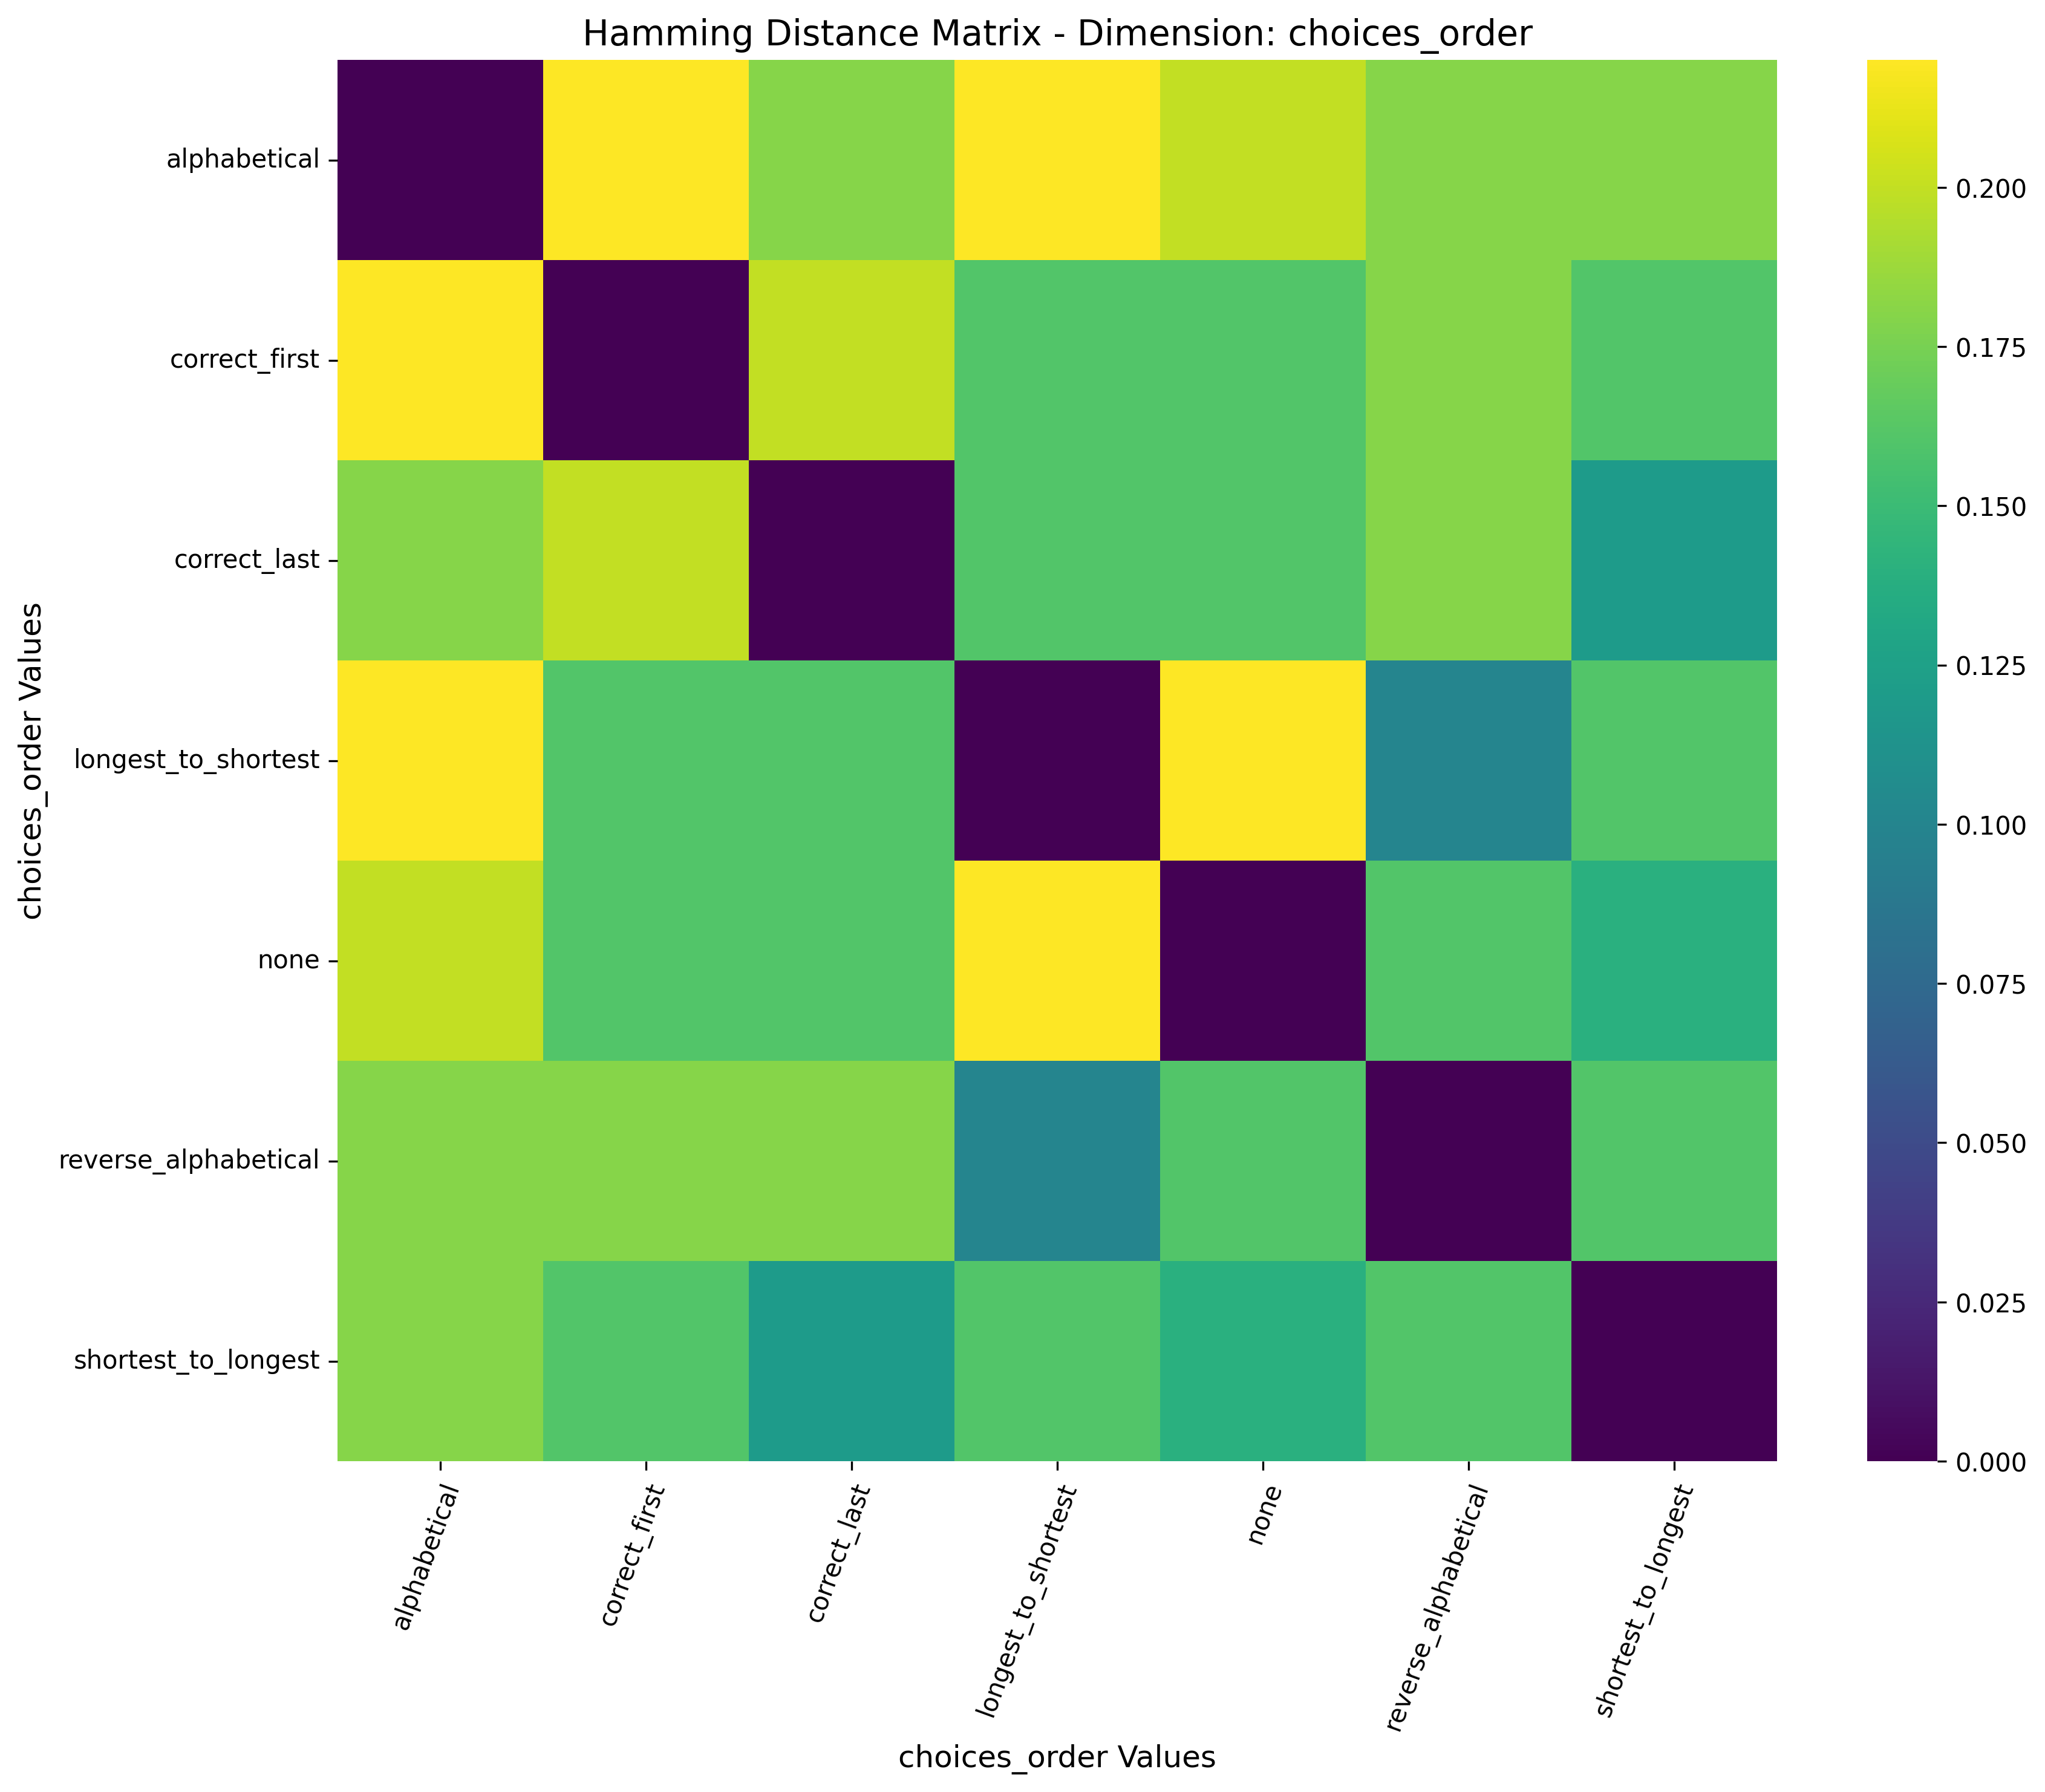 Hamming Distance Matrix - Dimension: choices_order
choices_order Values
alphabetical
correct_first
correct_last
longest_to_shortest
none
reverse_alphabetical
shortest_to_longest
alphabetical
correct_first
correct_last
longest_to_shortest
none
reverse_alphabetical
shortest_to_longest
choices_order Values
0.200
0.175
0.150
0.125
0.100
0.075
0.050
0.025
0.000